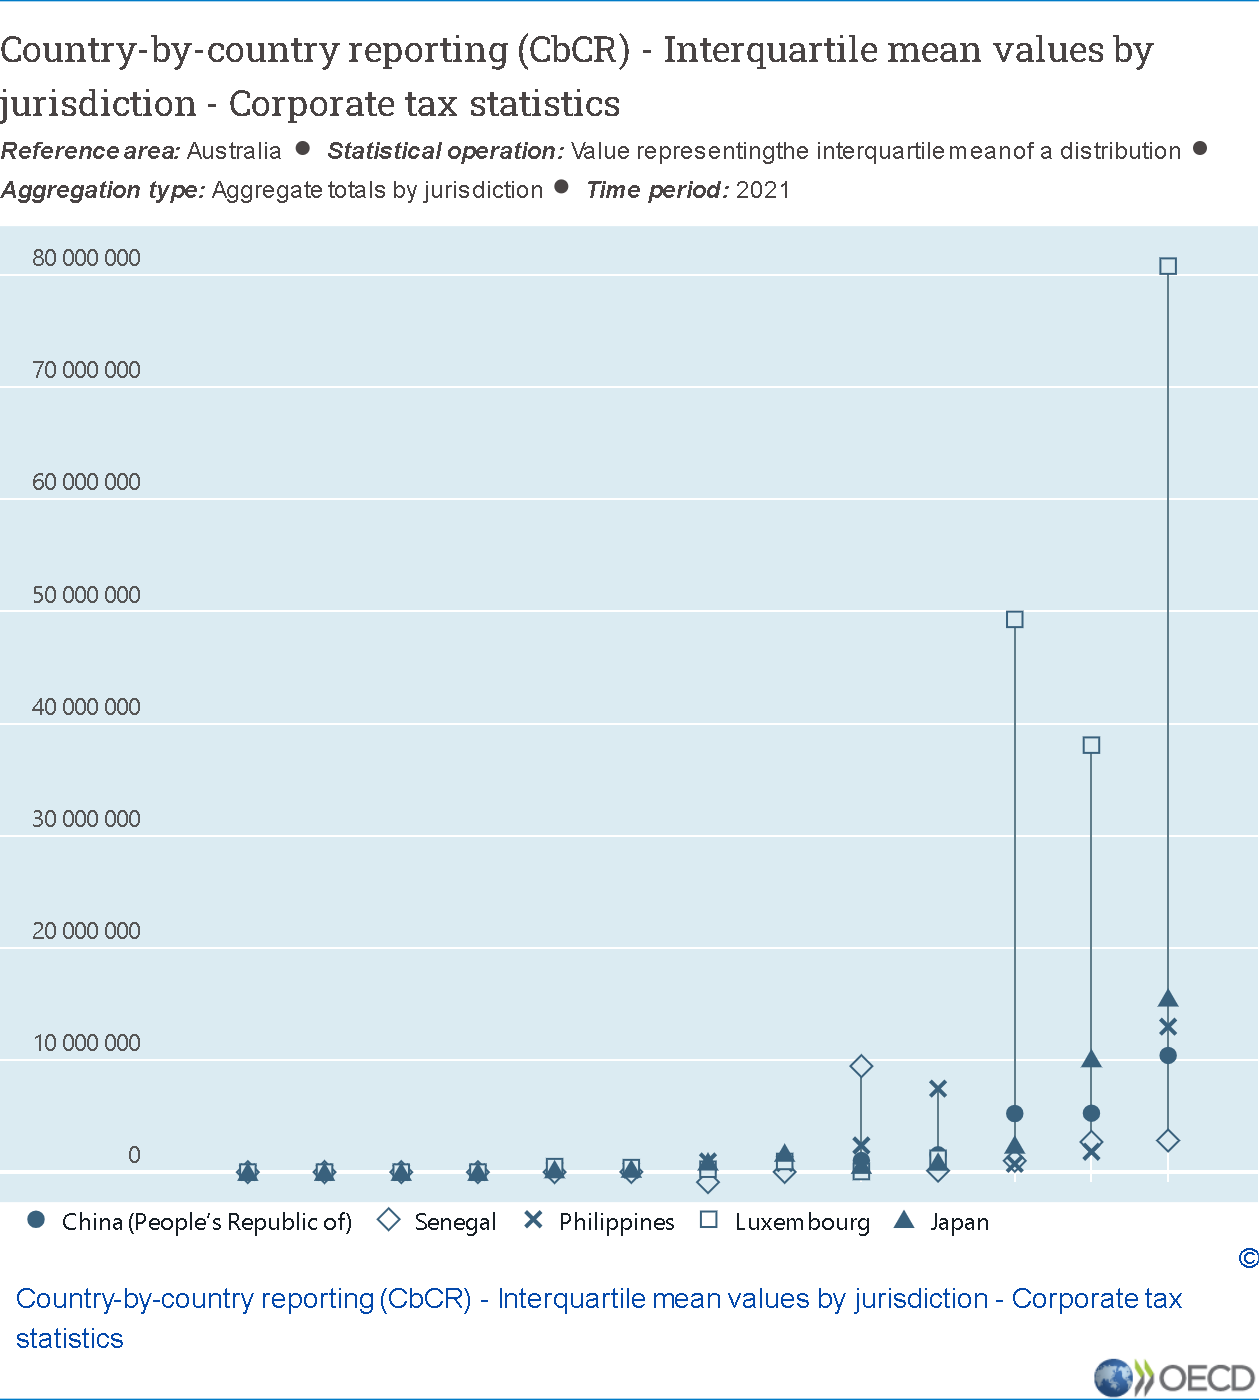 Country-by-country reporting (CbCR) - Interquartile mean values by
jurisdiction - Corporate tax statistics
Reference area: Australia ● Statistical operation: Value representing the interquartile mean of a distribution ●
Aggregation type: Aggregate totals by jurisdiction ● Time period: 2021
80 000 000
70 000 000
60 000 000
50 000 000
40 000 000
30 000 000
20 000 000
10 000 000
0
China (People's Republic of) Senegal Philippines Luxembourg Japan
©
Country-by-country reporting (CbCR) - Interquartile mean values by jurisdiction - Corporate tax
statistics
OECD